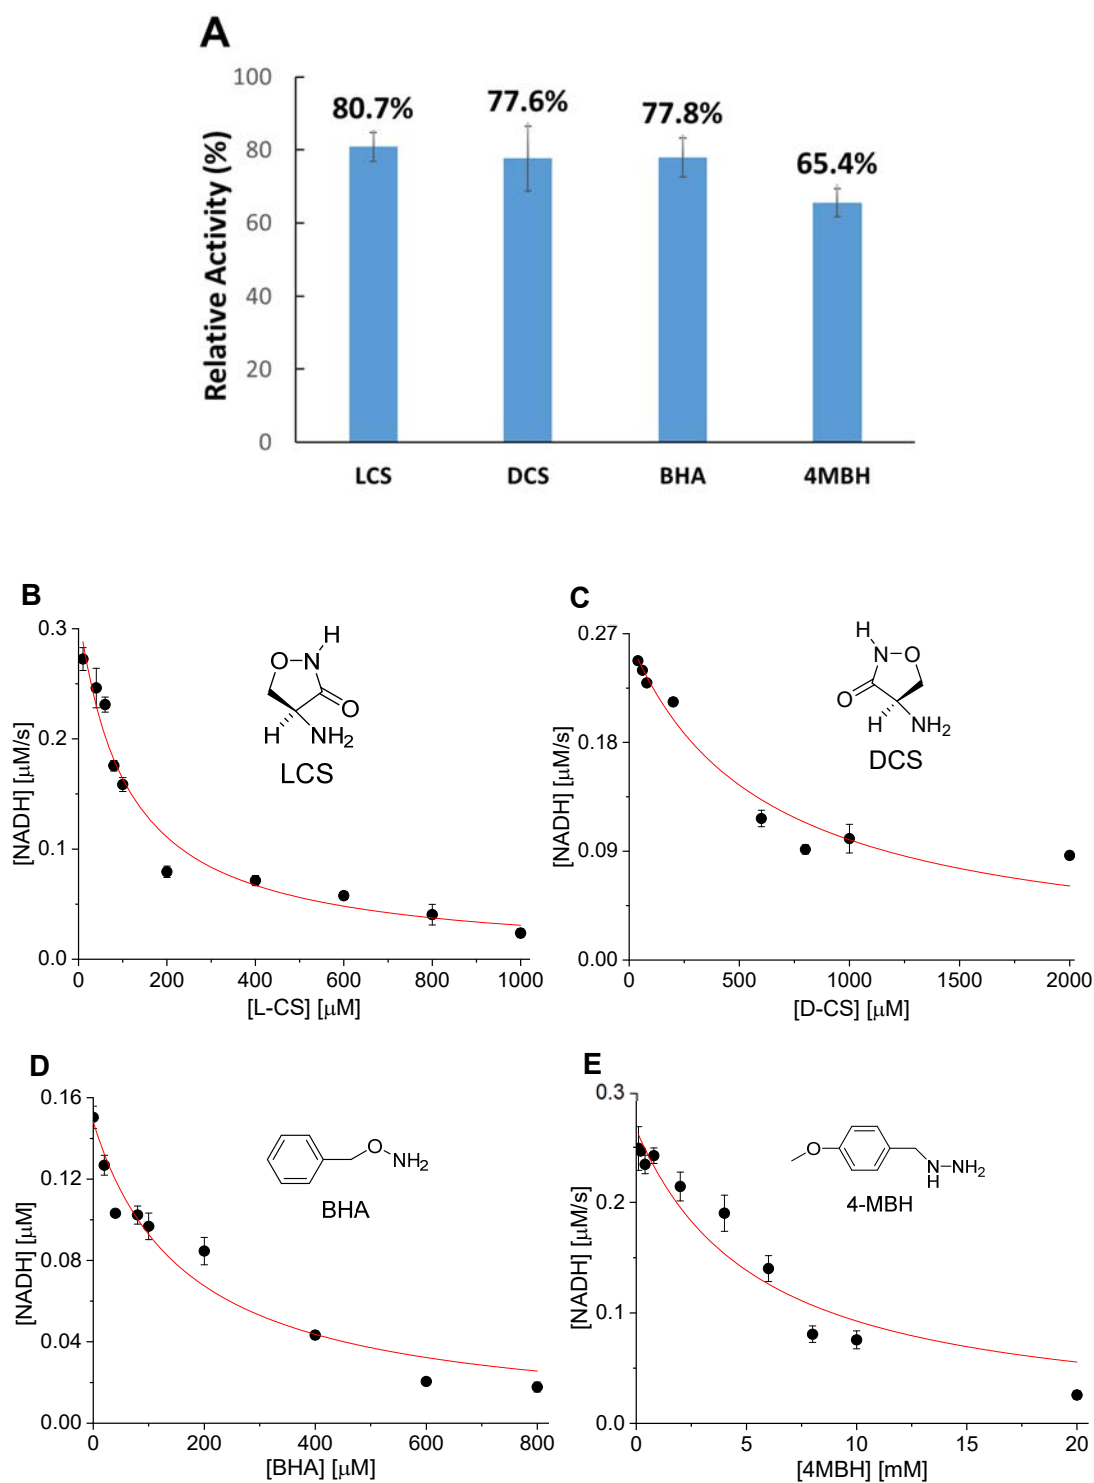 A
Relative Activity (%)
100
80
60
40
20
0
80.7%
77.6%
77.8%
65.4%
LCS DCS BHA 4MBH
B
[NADH] [μM/s]
0.3
0.2
0.1
0.0
O N H
O
H NH2
LCS
0 200 400 600 800 1000
[L-CS] [μM]
C
[NADH] [μM/s]
0.27
0.18
0.09
0.00
H
N O
O
H NH2
DCS
0 500 1000 1500 2000
[D-CS] [μM]
D
[NADH] [μM]
0.16
0.12
0.08
0.04
0.00
O NH2
BHA
0 200 400 600 800
[BHA] [μM]
E
[NADH] [μM/s]
0.3
0.2
0.1
0.0
O N NH2
H
4-MBH
0 5 10 15 20
[4MBH] [mM]